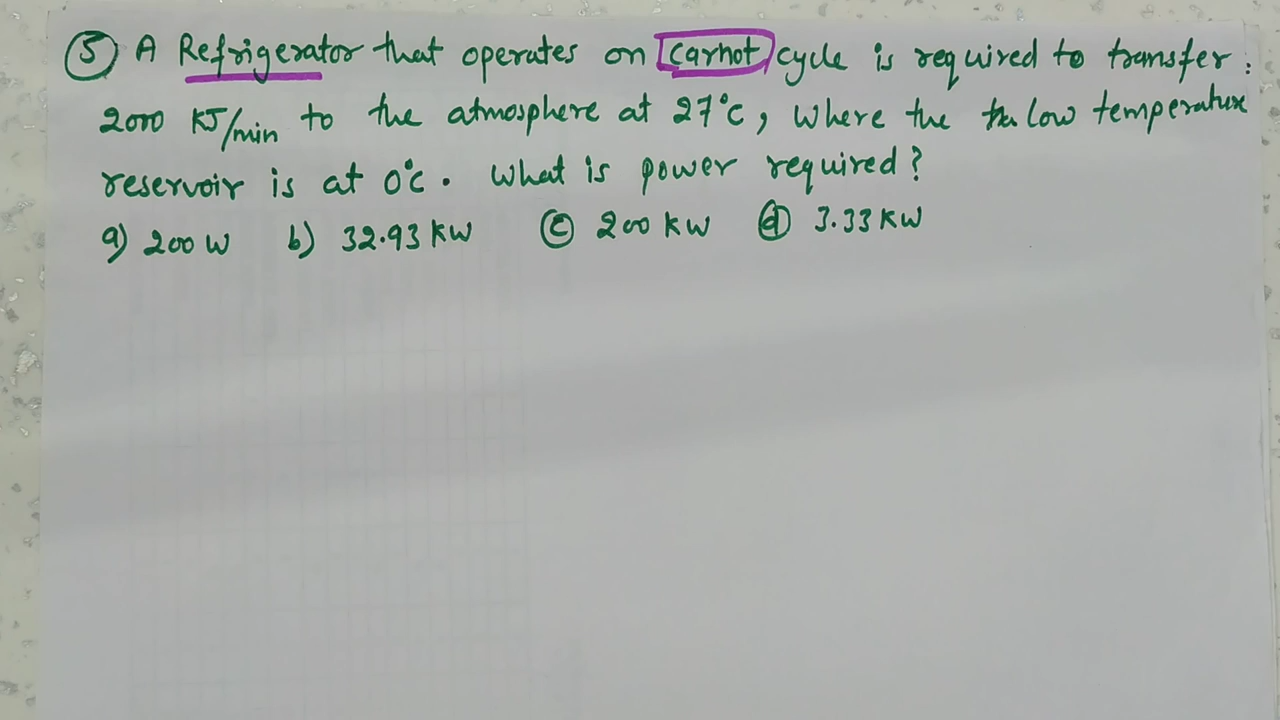 ⑤ A Refrigerator that operates on Carnot cycle is required to transfer :
2000 KJ/min to the atmosphere at 27°C, where the low temperature
reservoir is at 0°C. What is power required?
a) 200 W b) 32.93 KW ⓒ 200 KW ⓓ 3.33 KW